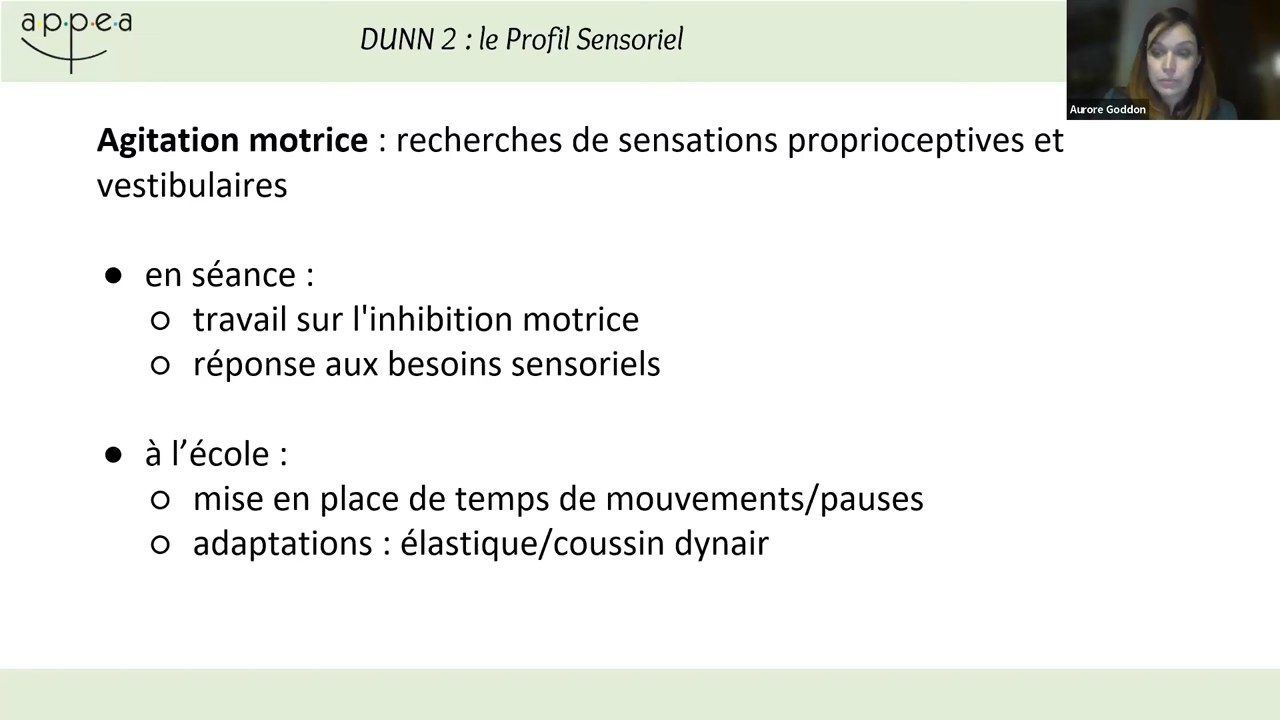 a·p·p·e·a
DUNN 2 : le Profil Sensoriel
Aurore Goddon
Agitation motrice : recherches de sensations proprioceptives et
vestibulaires
● en séance :
○ travail sur l'inhibition motrice
○ réponse aux besoins sensoriels
● à l’école :
○ mise en place de temps de mouvements/pauses
○ adaptations : élastique/coussin dynair